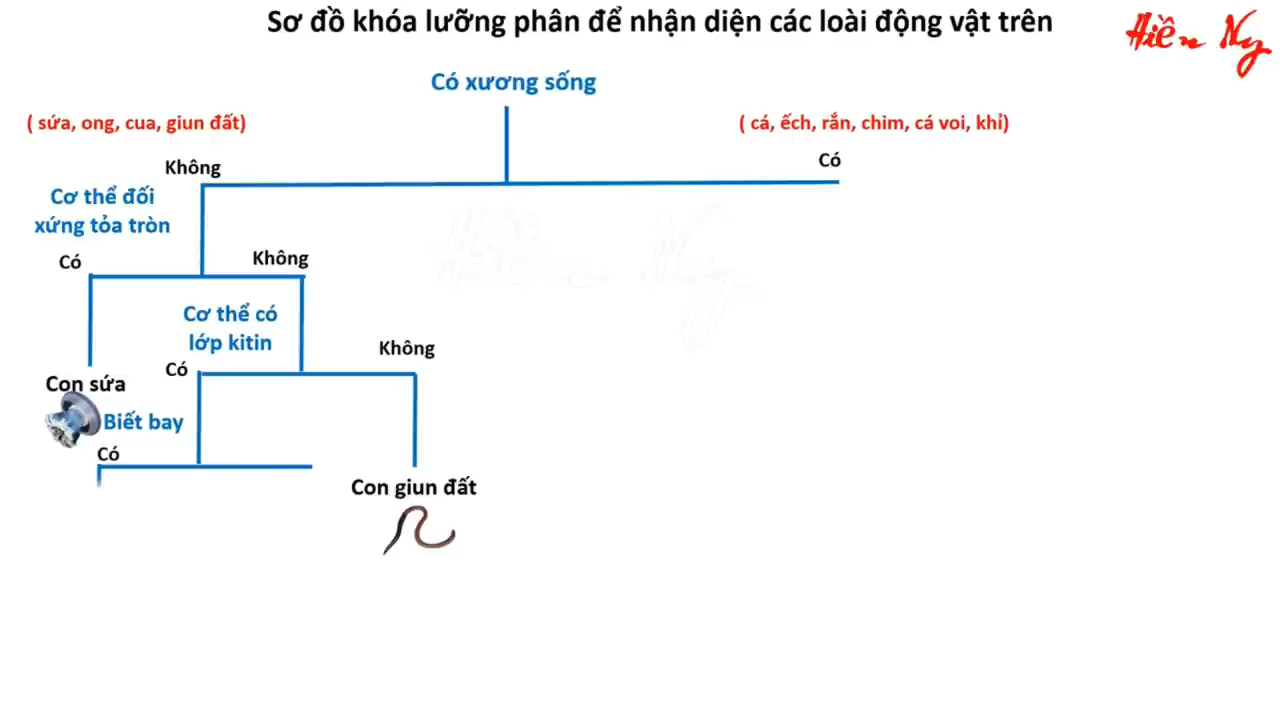 Sơ đồ khóa lưỡng phân để nhận diện các loài động vật trên
Hiền Ny
Có xương sống
( sứa, ong, cua, giun đất)
( cá, ếch, rắn, chim, cá voi, khỉ)
Không
Có
Cơ thể đối
xứng tỏa tròn
Có
Không
Cơ thể có
lớp kitin
Không
Có
Con sứa
Biết bay
Có
Con giun đất
Hiền Ny